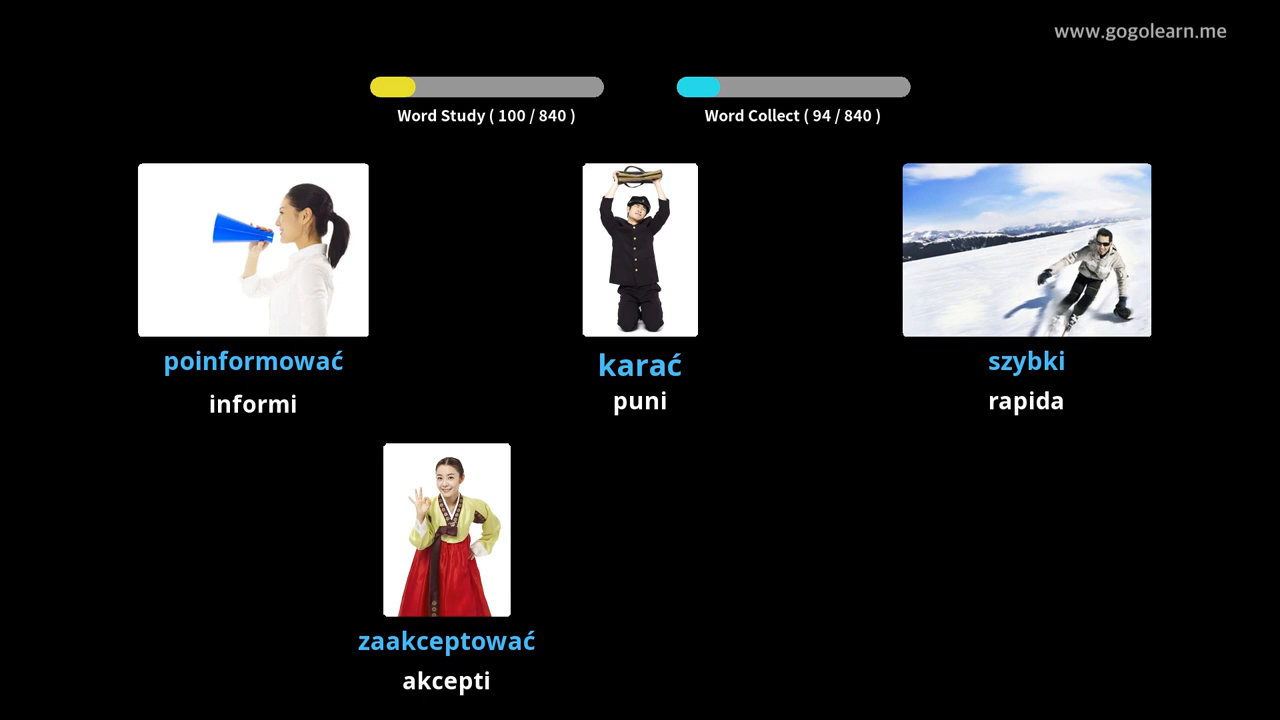 www.gogolearn.me
Word Study ( 100 / 840 )
Word Collect ( 94 / 840 )
poinformować
informi
karać
puni
szybki
rapida
zaakceptować
akcepti